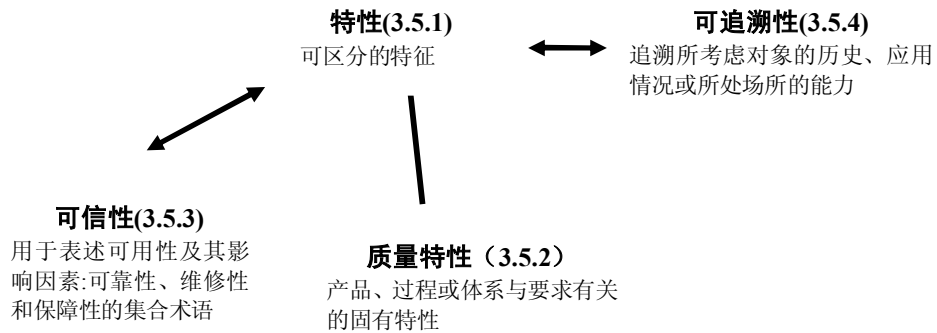 特性(3.5.1)
可区分的特征
可追溯性(3.5.4)
追溯所考虑对象的历史、应用
情况或所处场所的能力
可信性(3.5.3)
用于表述可用性及其影
响因素:可靠性、维修性
和保障性的集合术语
质量特性（3.5.2）
产品、过程或体系与要求有关
的固有特性